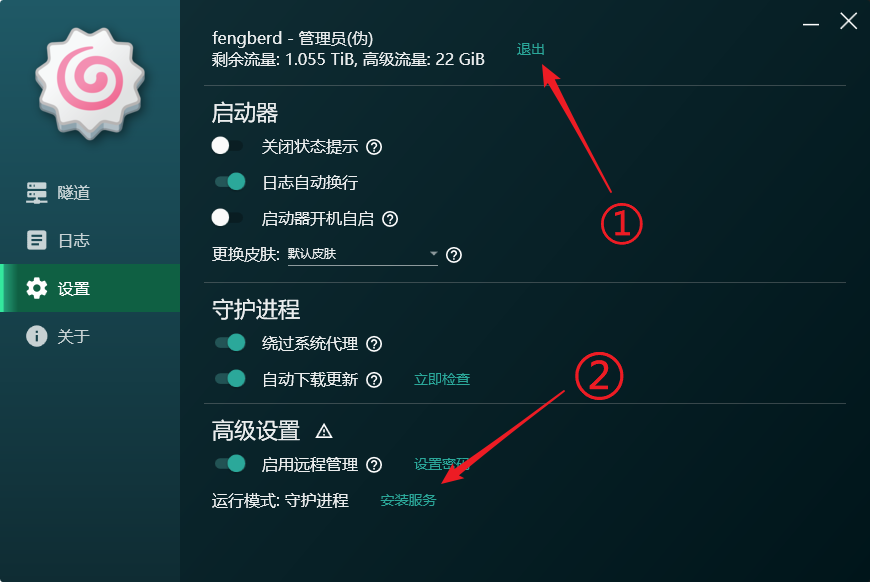 fengberd - 管理员(伪)
剩余流量: 1.055 TiB, 高级流量: 22 GiB
退出
①
启动器
关闭状态提示
日志自动换行
启动器开机自启
更换皮肤: 默认皮肤
隧道
日志
设置
关于
守护进程
绕过系统代理
自动下载更新 立即检查
②
高级设置
启用远程管理 设置密码
运行模式: 守护进程 安装服务